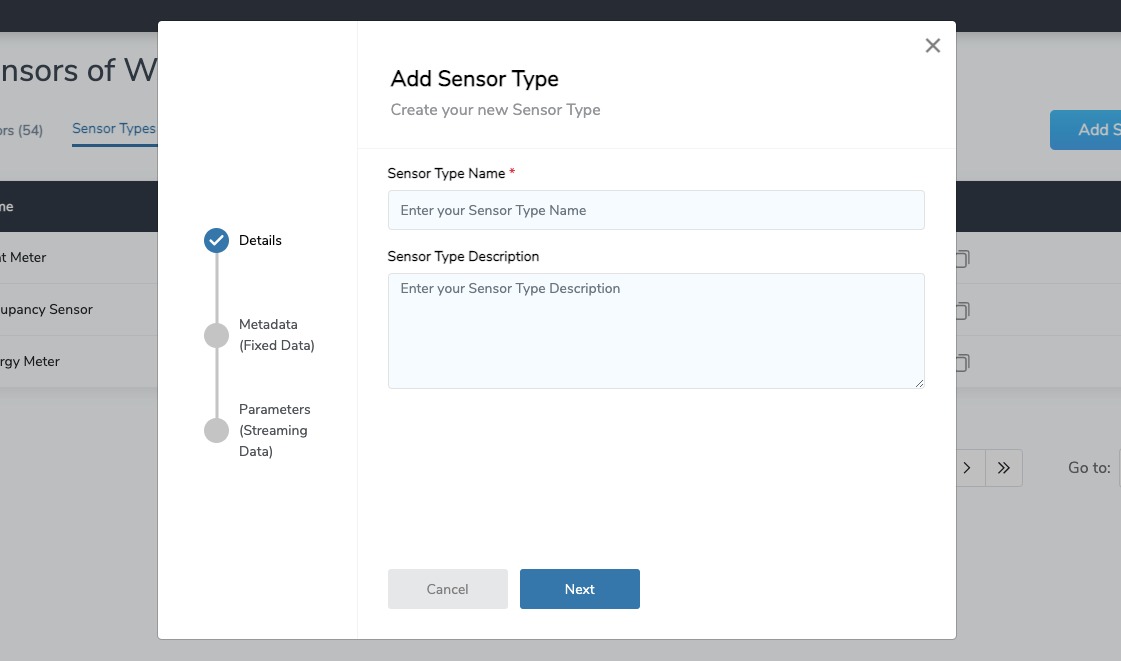 nsors of W
ors (54)
Sensor Types
Add S
me
t Meter
upancy Sensor
rgy Meter
Go to:
Details
Metadata
(Fixed Data)
Parameters
(Streaming
Data)
Add Sensor Type
Create your new Sensor Type
Sensor Type Name *
Enter your Sensor Type Name
Sensor Type Description
Enter your Sensor Type Description
Cancel
Next